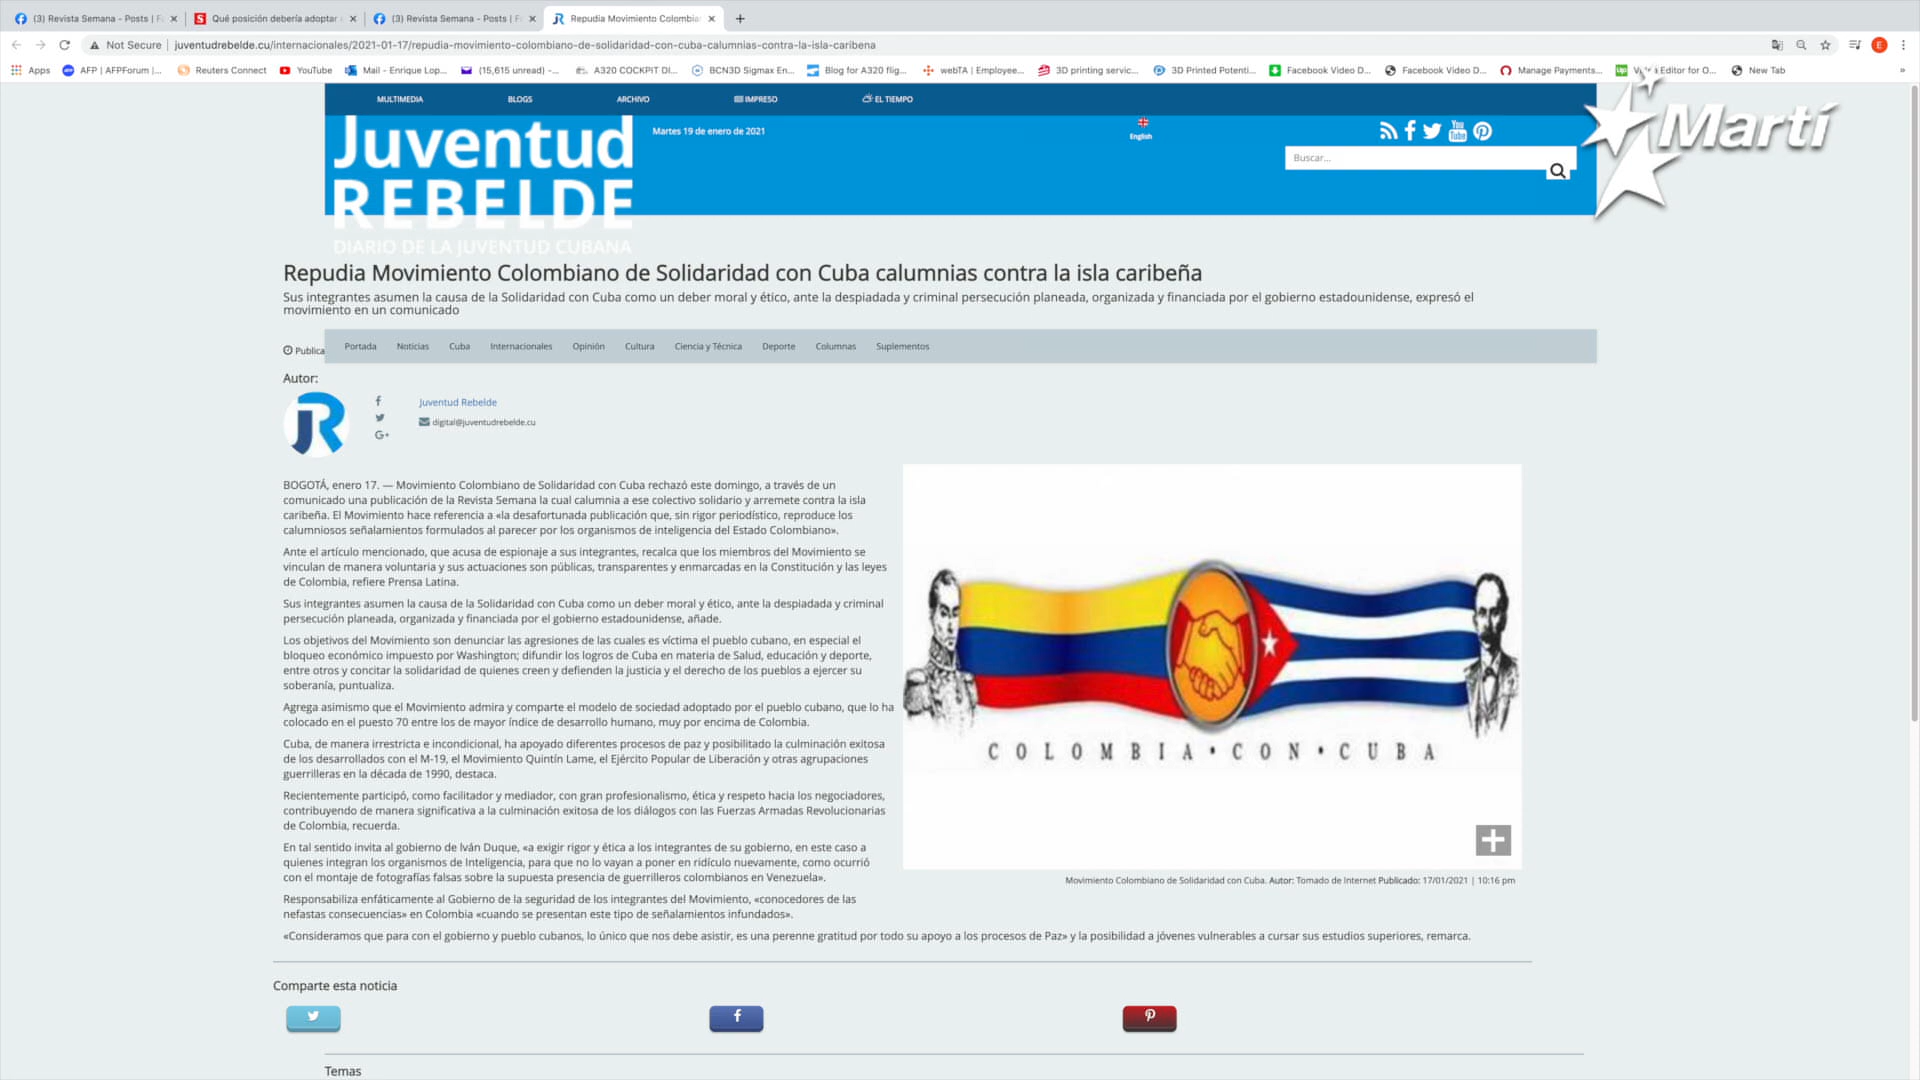 (3) Revista Semana - Posts | F
Qué posición debería adoptar
(3) Revista Semana - Posts | F
Repudia Movimiento Colombia
Not Secure | juventudrebelde.cu/internacionales/2021-01-17/repudia-movimiento-colombiano-de-solidaridad-con-cuba-calumnias-contra-la-isla-caribena
E
Apps AFP | AFPForum |... Reuters Connect YouTube Mail - Enrique Lop... (15,615 unread) -... A320 COCKPIT DI... BCN3D Sigmax En... Blog for A320 flig... webTA | Employee... 3D printing servic... 3D Printed Potenti... Facebook Video D... Facebook Video D... Manage Payments... Editor for O... New Tab
MULTIMEDIA BLOGS ARCHIVO IMPRESO EL TIEMPO
Martí
Juventud
REBELDE
DIARIO DE LA JUVENTUD CUBANA
Martes 19 de enero de 2021
English
You
Tube
Buscar...
Repudia Movimiento Colombiano de Solidaridad con Cuba calumnias contra la isla caribeña
Sus integrantes asumen la causa de la Solidaridad con Cuba como un deber moral y ético, ante la despiadada y criminal persecución planeada, organizada y financiada por el gobierno estadounidense, expresó el
movimiento en un comunicado
Publica
Portada Noticias Cuba Internacionales Opinión Cultura Ciencia y Técnica Deporte Columnas Suplementos
Autor:
JR
G+
Juventud Rebelde
digital@juventudrebelde.cu
BOGOTÁ, enero 17. — Movimiento Colombiano de Solidaridad con Cuba rechazó este domingo, a través de un
comunicado una publicación de la Revista Semana la cual calumnia a ese colectivo solidario y arremete contra la isla
caribeña. El Movimiento hace referencia a «la desafortunada publicación que, sin rigor periodístico, reproduce los
calumniosos señalamientos formulados al parecer por los organismos de inteligencia del Estado Colombiano».
Ante el artículo mencionado, que acusa de espionaje a sus integrantes, recalca que los miembros del Movimiento se
vinculan de manera voluntaria y sus actuaciones son públicas, transparentes y enmarcadas en la Constitución y las leyes
de Colombia, refiere Prensa Latina.
Sus integrantes asumen la causa de la Solidaridad con Cuba como un deber moral y ético, ante la despiadada y criminal
persecución planeada, organizada y financiada por el gobierno estadounidense, añade.
Los objetivos del Movimiento son denunciar las agresiones de las cuales es víctima el pueblo cubano, en especial el
bloqueo económico impuesto por Washington; difundir los logros de Cuba en materia de Salud, educación y deporte,
entre otros y concitar la solidaridad de quienes creen y defienden la justicia y el derecho de los pueblos a ejercer su
soberanía, puntualiza.
Agrega asimismo que el Movimiento admira y comparte el modelo de sociedad adoptado por el pueblo cubano, que lo ha
colocado en el puesto 70 entre los de mayor índice de desarrollo humano, muy por encima de Colombia.
Cuba, de manera irrestricta e incondicional, ha apoyado diferentes procesos de paz y posibilitado la culminación exitosa
de los desarrollados con el M-19, el Movimiento Quintín Lame, el Ejército Popular de Liberación y otras agrupaciones
guerrilleras en la década de 1990, destaca.
Recientemente participó, como facilitador y mediador, con gran profesionalismo, ética y respeto hacia los negociadores,
contribuyendo de manera significativa a la culminación exitosa de los diálogos con las Fuerzas Armadas Revolucionarias
de Colombia, recuerda.
En tal sentido invita al gobierno de Iván Duque, «a exigir rigor y ética a los integrantes de su gobierno, en este caso a
quienes integran los organismos de Inteligencia, para que no lo vayan a poner en ridículo nuevamente, como ocurrió
con el montaje de fotografías falsas sobre la supuesta presencia de guerrilleros colombianos en Venezuela».
Responsabiliza enfáticamente al Gobierno de la seguridad de los integrantes del Movimiento, «conocedores de las
nefastas consecuencias» en Colombia «cuando se presentan este tipo de señalamientos infundados».
COLOMBIA • CON • CUBA
Movimiento Colombiano de Solidaridad con Cuba. Autor: Tomado de Internet Publicado: 17/01/2021 | 10:16 pm
«Consideramos que para con el gobierno y pueblo cubanos, lo único que nos debe asistir, es una perenne gratitud por todo su apoyo a los procesos de Paz» y la posibilidad a jóvenes vulnerables a cursar sus estudios superiores, remarca.
Comparte esta noticia
Temas